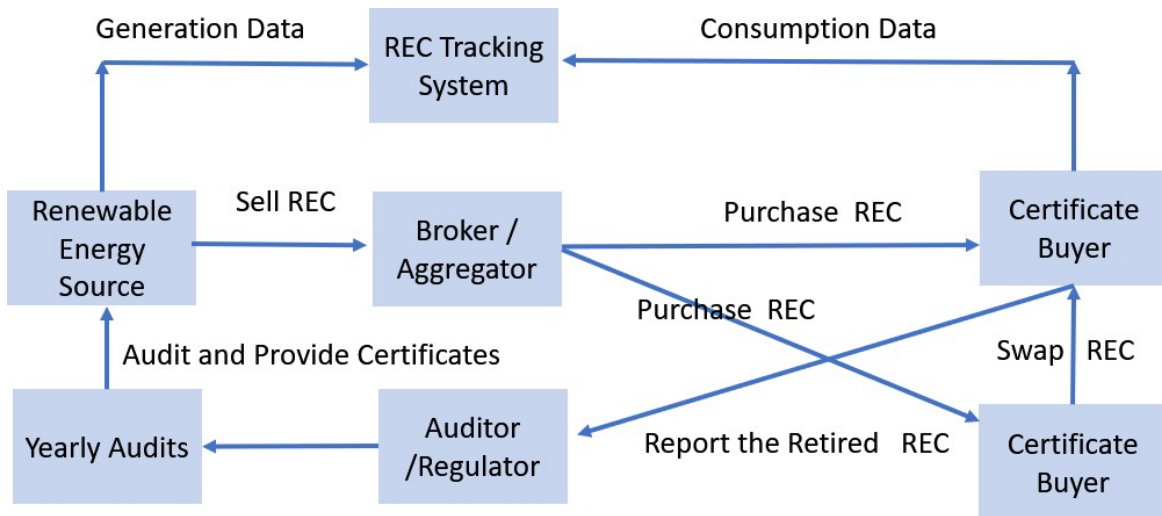 Generation Data
REC Tracking
System
Consumption Data
Renewable
Energy
Source
Sell REC
Broker /
Aggregator
Purchase REC
Certificate
Buyer
Purchase REC
Swap REC
Audit and Provide Certificates
Yearly Audits
Auditor
/Regulator
Report the Retired REC
Certificate
Buyer